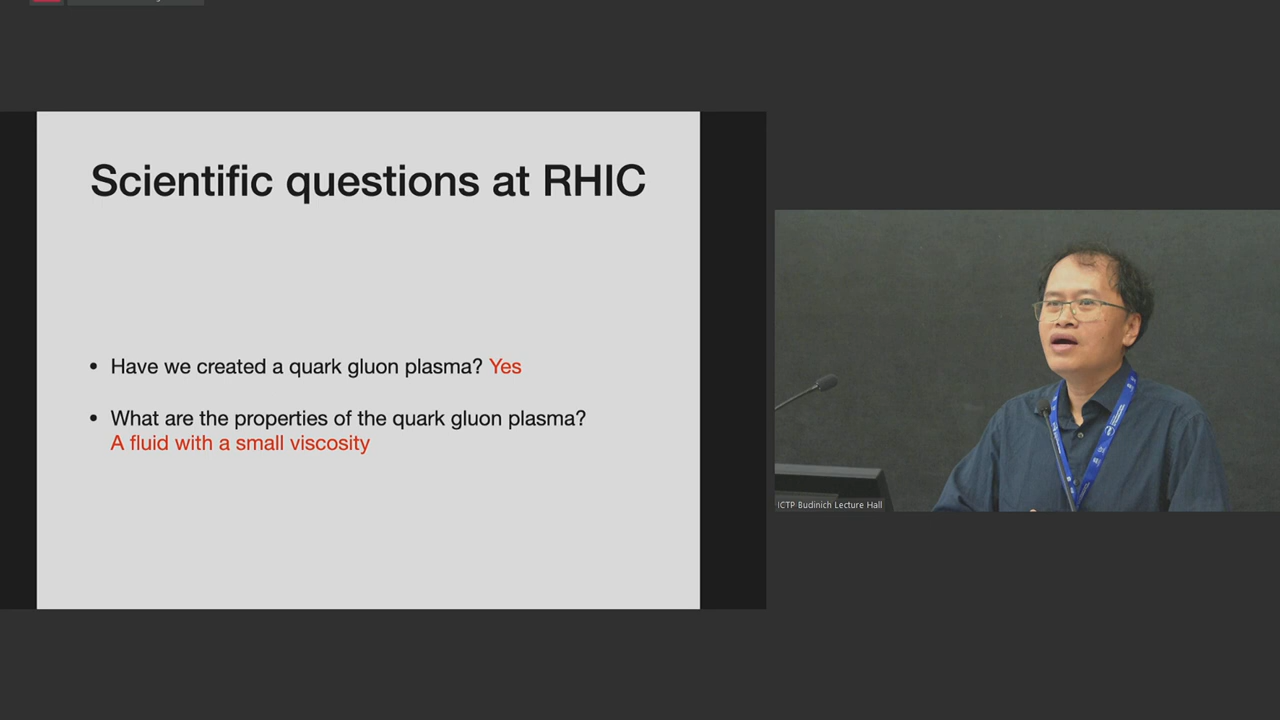 Scientific questions at RHIC
• Have we created a quark gluon plasma? Yes
• What are the properties of the quark gluon plasma?
A fluid with a small viscosity
ICTP Budinich Lecture Hall